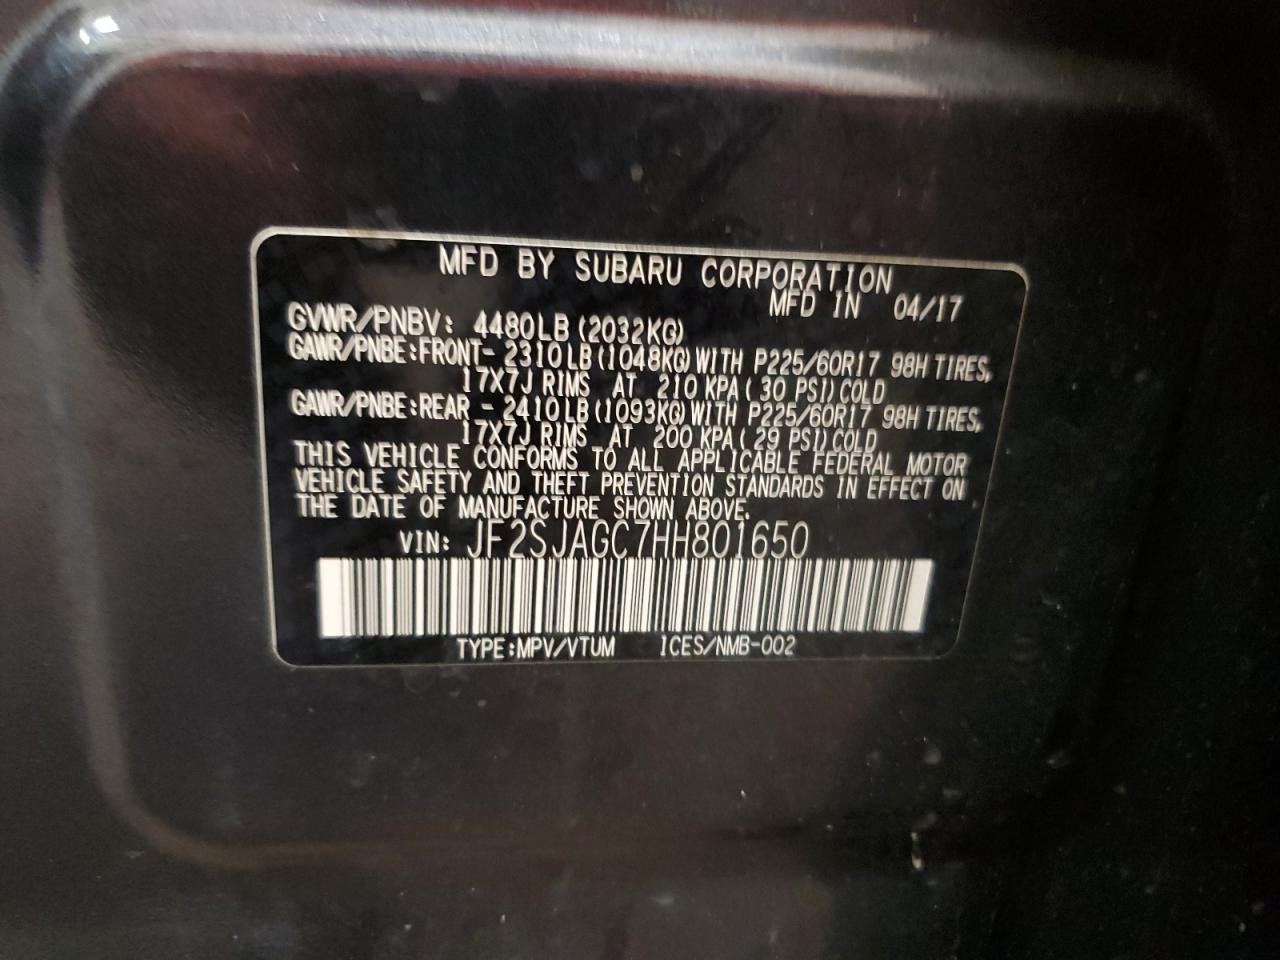 MFD BY SUBARU CORPORATION
MFD IN 04/17
GVWR/PNBV: 4480LB (2032KG)
GAWR/PNBE:FRONT- 2310LB (1048KG) WITH P225/60R17 98H TIRES,
17X7J RIMS AT 210 KPA ( 30 PSI) COLD
GAWR/PNBE:REAR - 2410LB (1093KG) WITH P225/60R17 98H TIRES,
17X7J RIMS AT 200 KPA ( 29 PSI) COLD
THIS VEHICLE CONFORMS TO ALL APPLICABLE FEDERAL MOTOR
VEHICLE SAFETY AND THEFT PREVENTION STANDARDS IN EFFECT ON
THE DATE OF MANUFACTURE SHOWN ABOVE.
VIN: JF2SJAGC7HH801650
TYPE:MPV/VTUM ICES/NMB-002